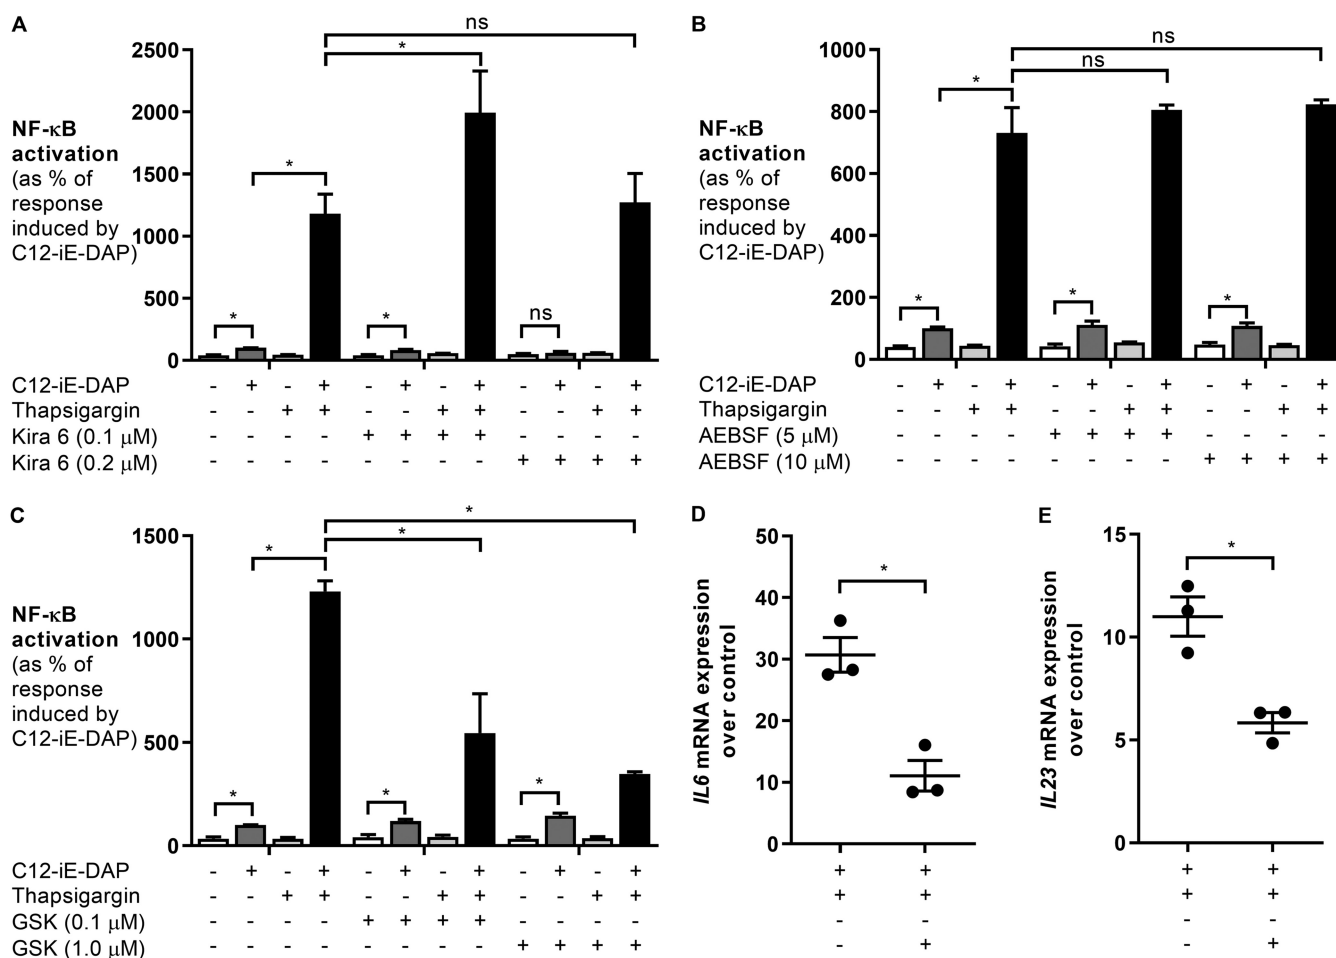 A
NF-κB
activation
(as % of
response
induced by
C12-iE-DAP)
2500
2000
1500
1000
500
0
ns
*
*
*
*
ns
C12-iE-DAP - + - + - + - + - + - +
Thapsigargin - - + + - - + + - - + +
Kira 6 (0.1 μM) - - - - + + + + - - - -
Kira 6 (0.2 μM) - - - - - - - - + + + +
B
NF-κB
activation
(as % of
response
induced by
C12-iE-DAP)
1000
800
600
400
200
0
ns
ns
*
*
*
*
C12-iE-DAP - + - + - + - + - + - +
Thapsigargin - - + + - - + + - - + +
AEBSF (5 μM) - - - - + + + + - - - -
AEBSF (10 μM) - - - - - - - - + + + +
C
NF-κB
activation
(as % of
response
induced by
C12-iE-DAP)
1500
1000
500
0
*
*
*
*
*
*
C12-iE-DAP - + - + - + - + - + - +
Thapsigargin - - + + - - + + - - + +
GSK (0.1 μM) - - - - + + + + - - - -
GSK (1.0 μM) - - - - - - - - + + + +
D
IL6 mRNA expression
over control
50
40
30
20
10
0
*
+ +
+ +
- -
- +
E
IL23 mRNA expression
over control
15
10
5
0
*
+ +
+ +
- -
- +